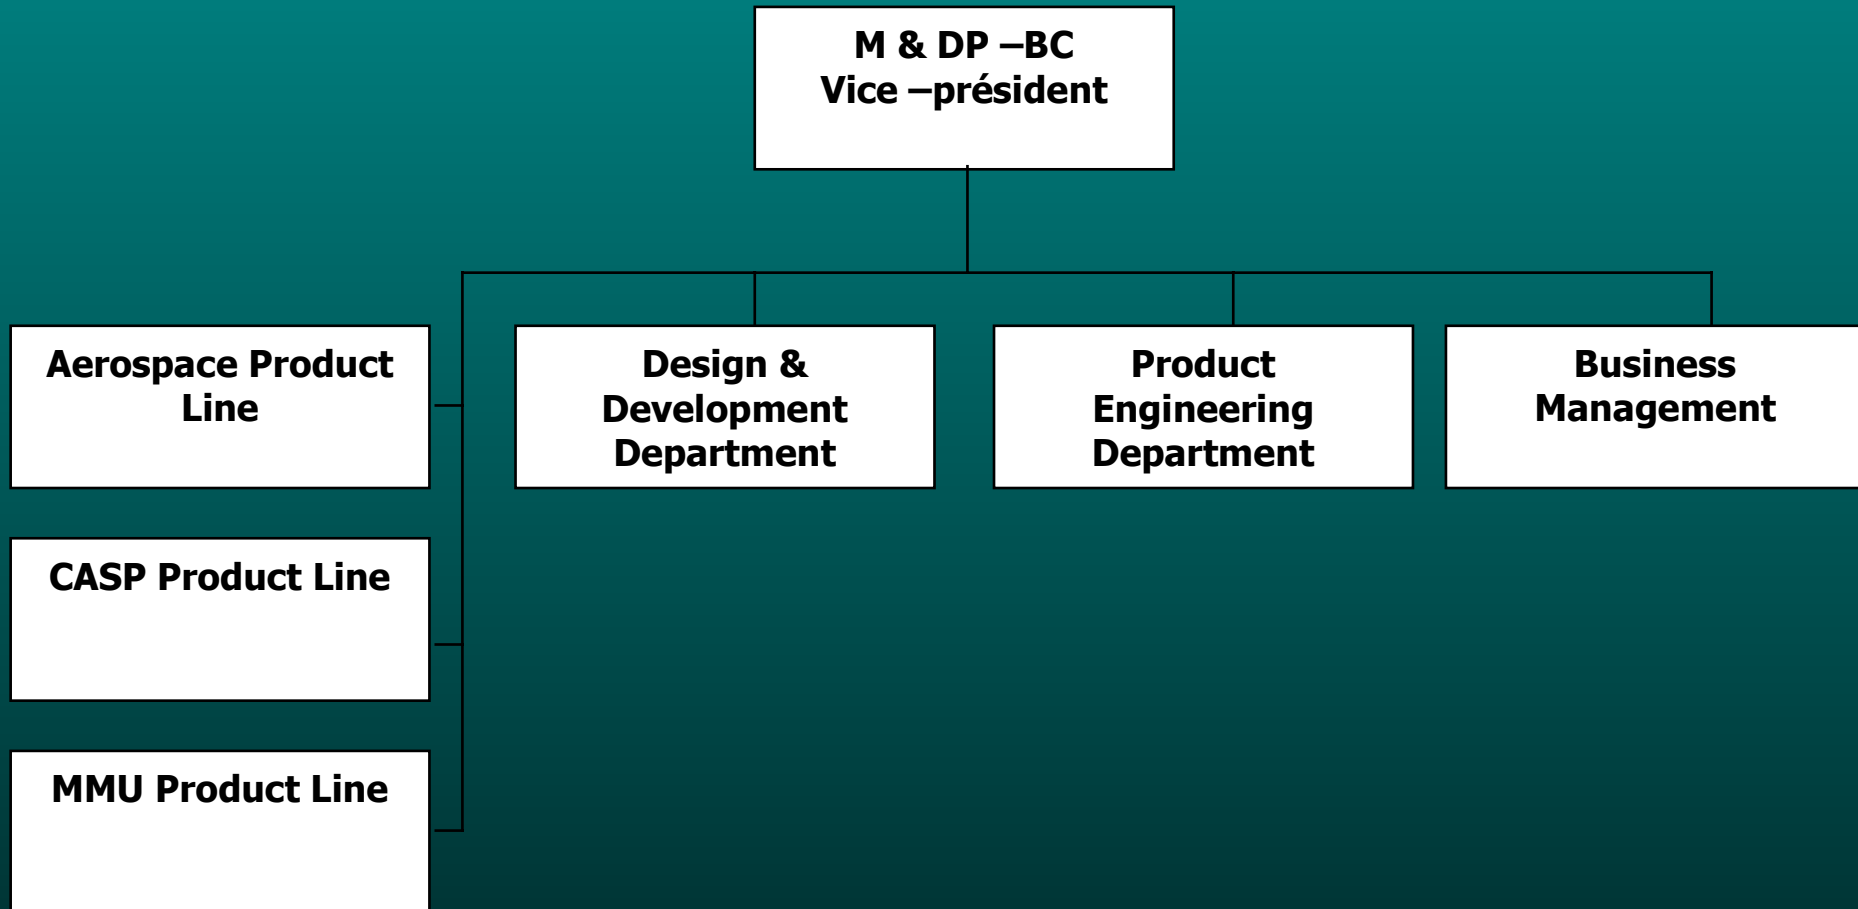 M & DP –BC
Vice –président
Aerospace Product
Line
Design &
Development
Department
Product
Engineering
Department
Business
Management
CASP Product Line
MMU Product Line